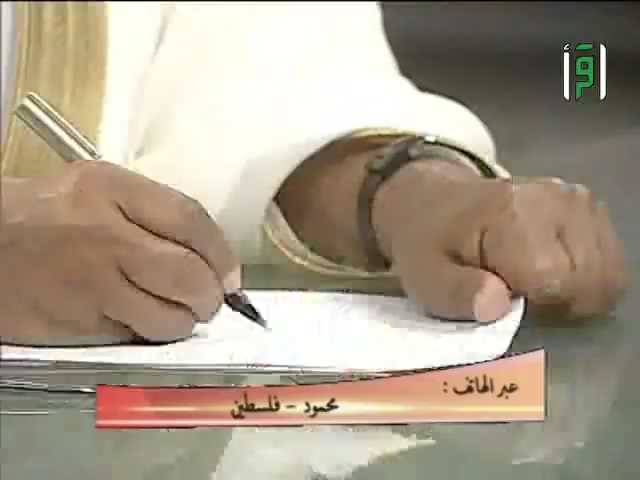 اقرأ
عبر الهاتف :
محمود - فلسطين